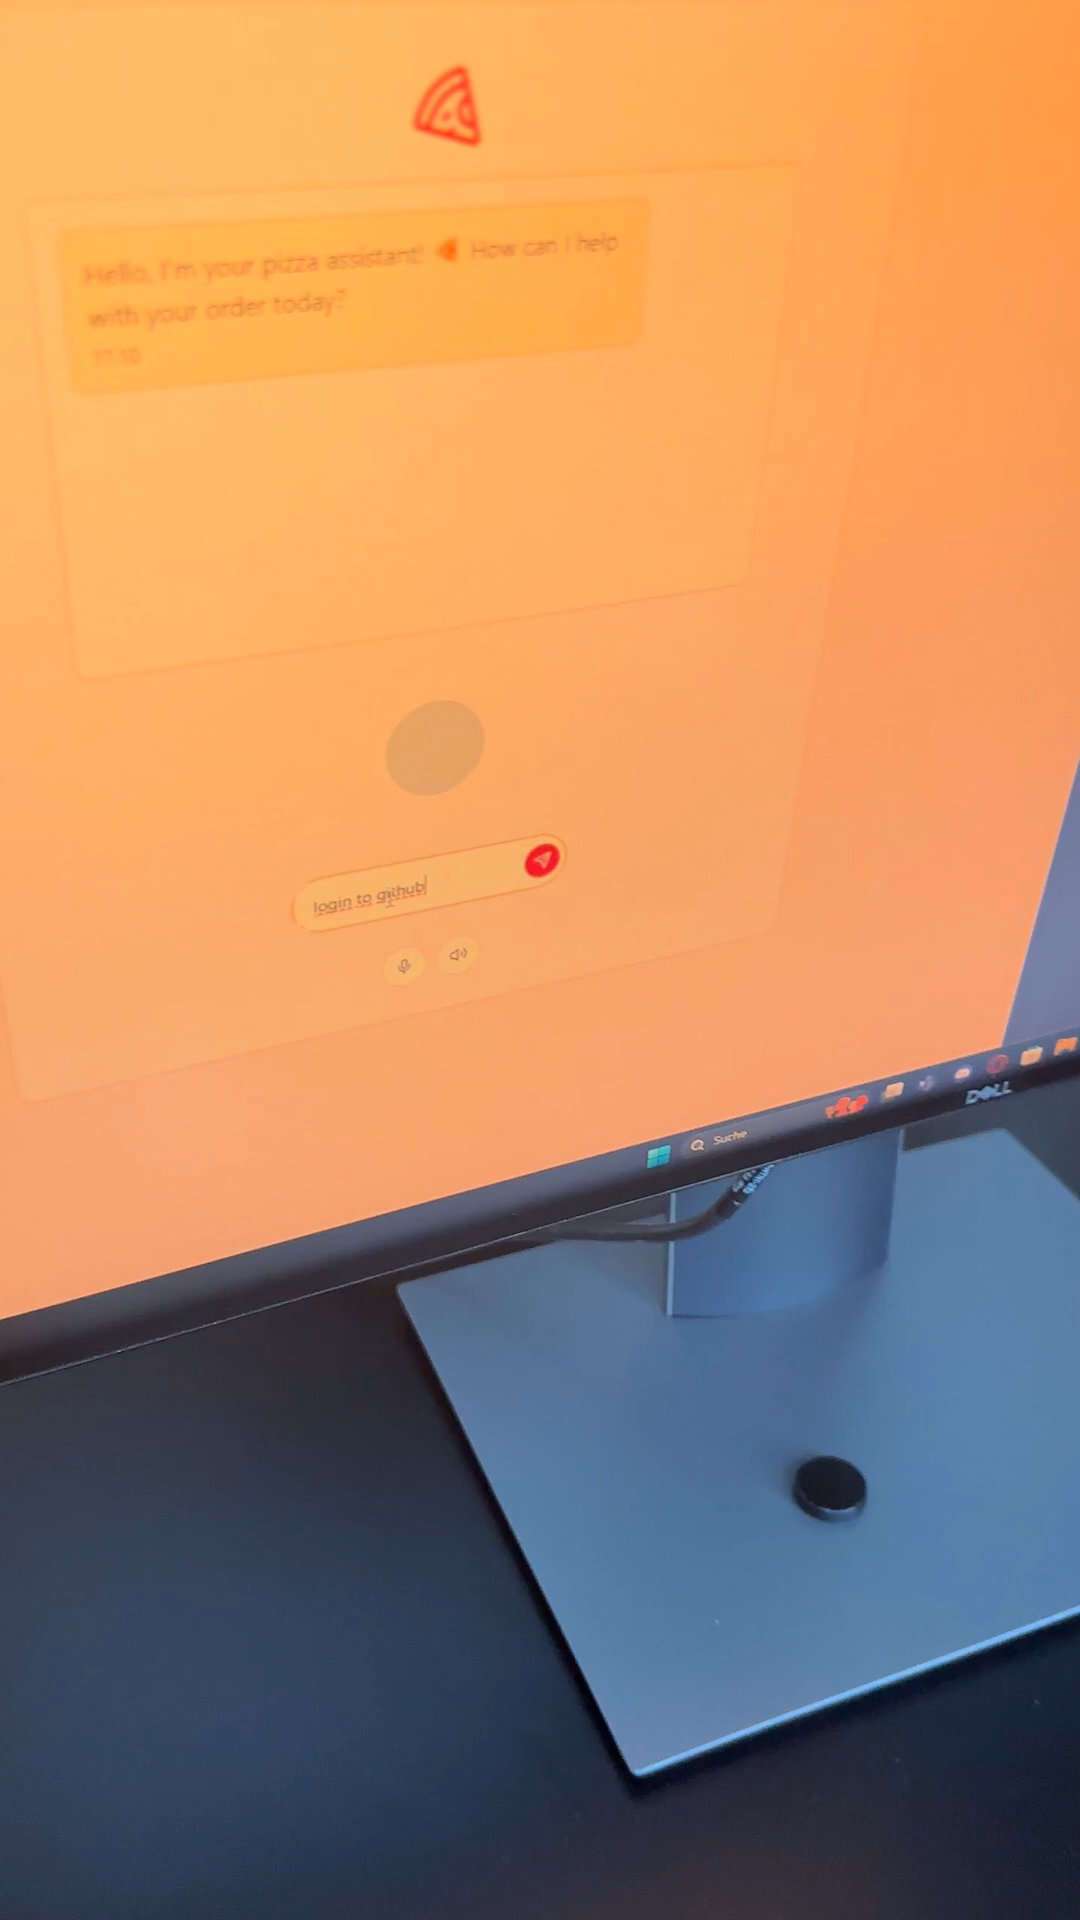 Hello, I'm your pizza assistant! How can I help
with your order today?
login to github
Suche
DELL